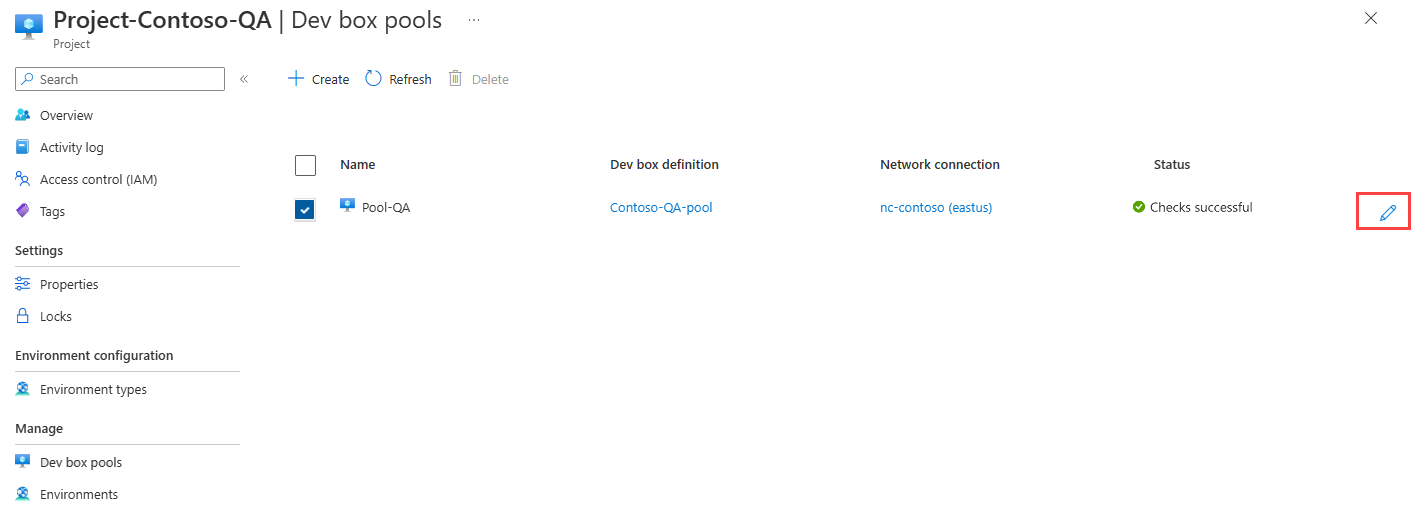 Project-Contoso-QA | Dev box pools ...
Project
Search
«
Create Refresh Delete
Overview
Activity log
Access control (IAM)
Tags
Settings
Properties
Locks
Environment configuration
Environment types
Manage
Dev box pools
Environments
Name Dev box definition Network connection Status
Pool-QA Contoso-QA-pool nc-contoso (eastus) Checks successful